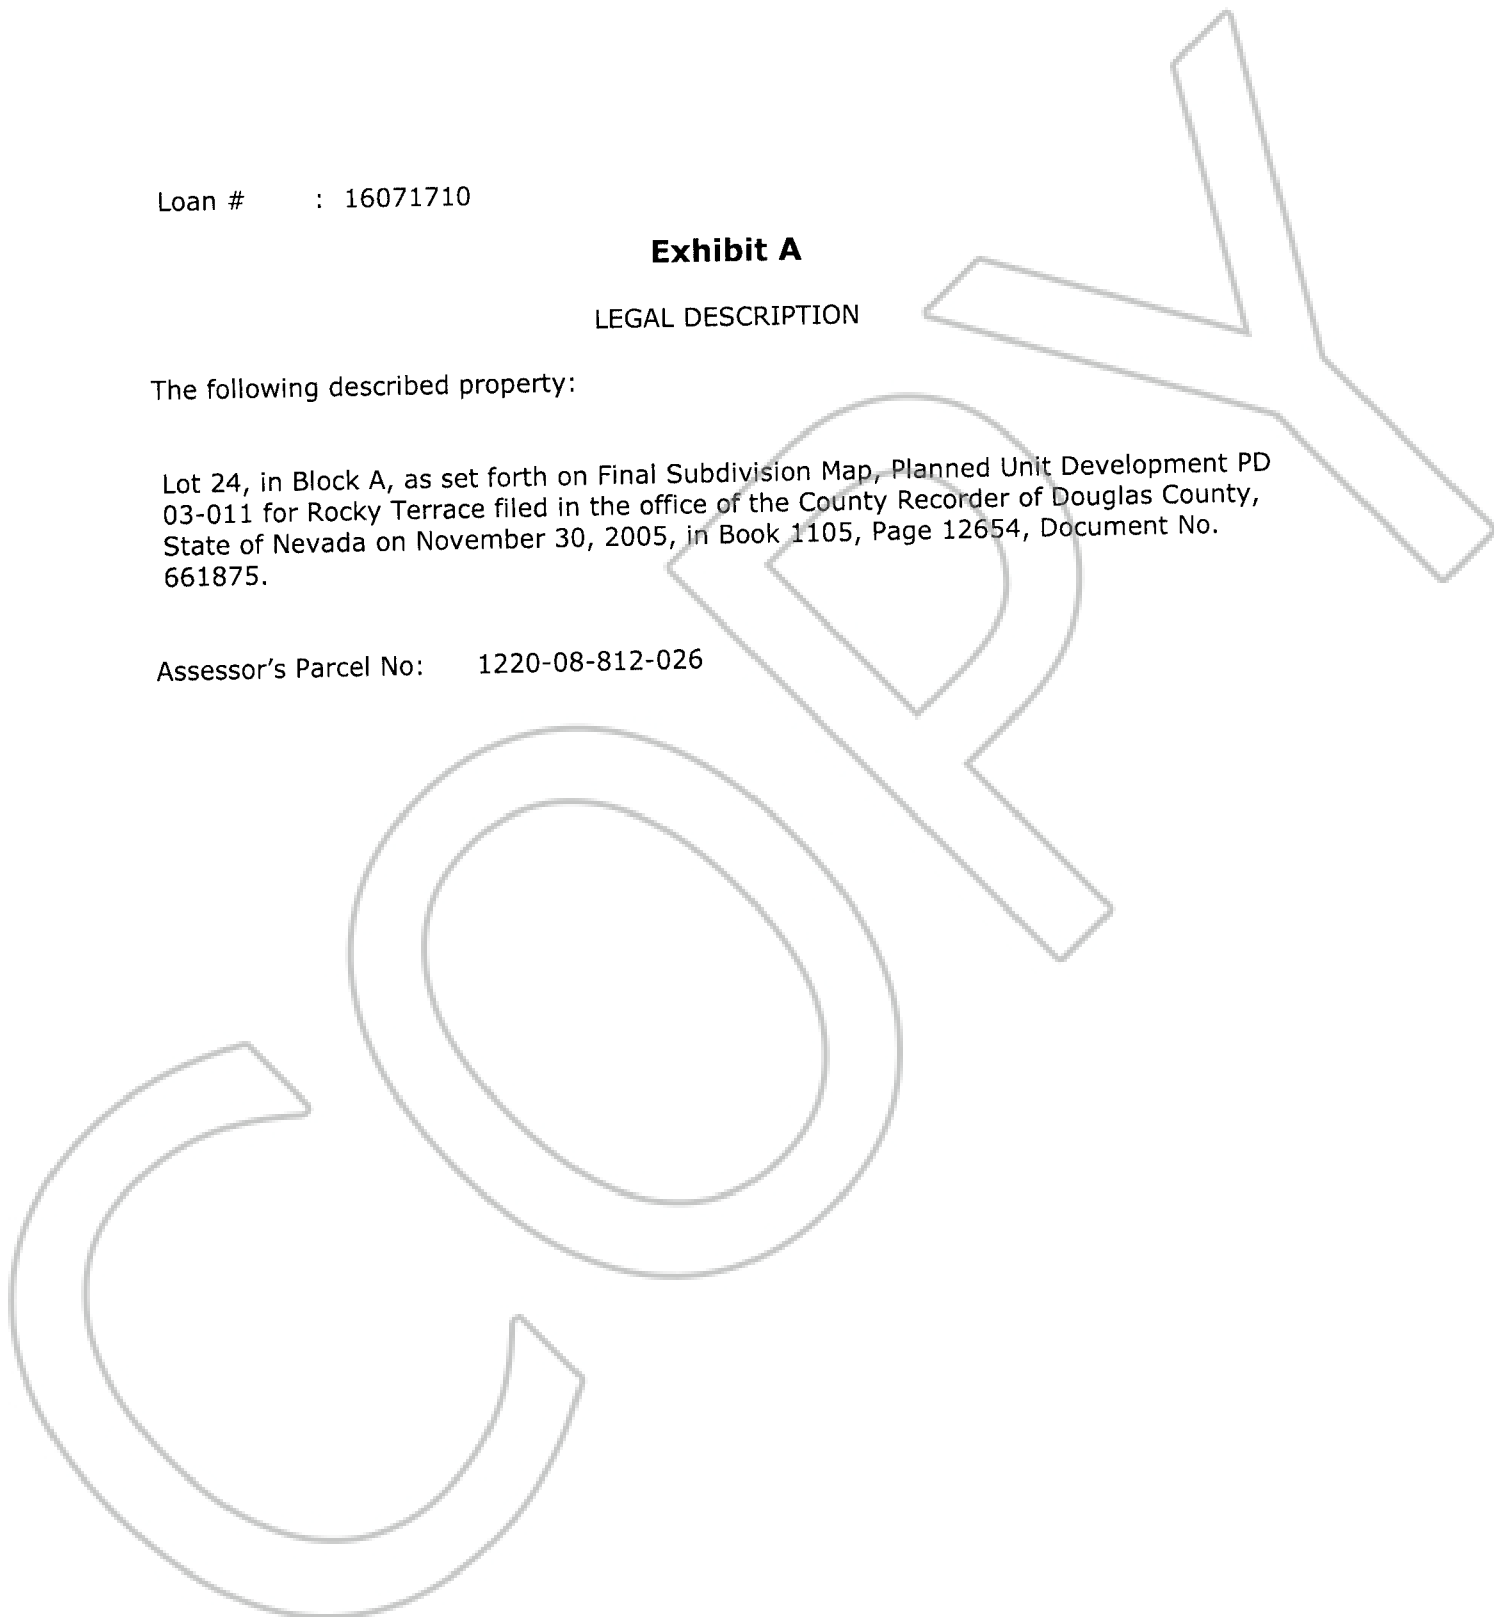 Loan # : 16071710
Exhibit A
LEGAL DESCRIPTION
The following described property:
Lot 24, in Block A, as set forth on Final Subdivision Map, Planned Unit Development PD
03-011 for Rocky Terrace filed in the office of the County Recorder of Douglas County,
State of Nevada on November 30, 2005, in Book 1105, Page 12654, Document No.
661875.
Assessor's Parcel No: 1220-08-812-026
COPY